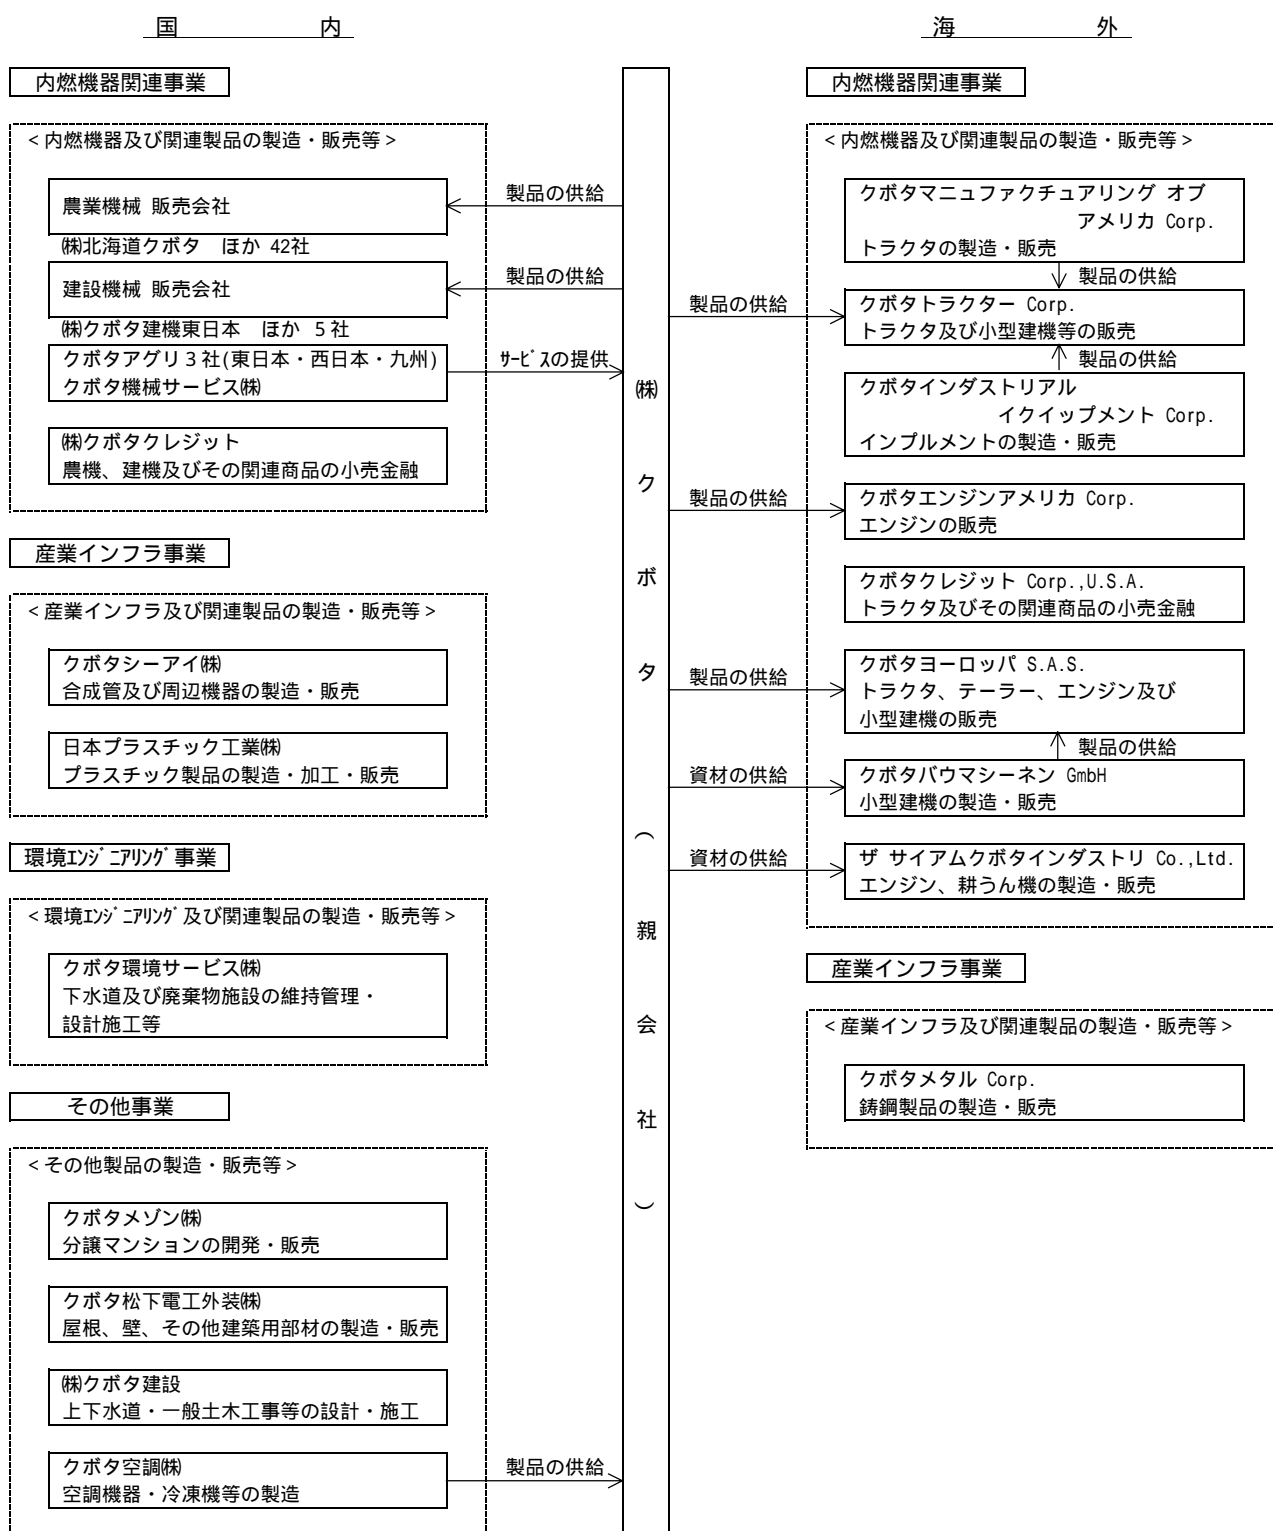 国　　　　内
内燃機器関連事業
<内燃機器及び関連製品の製造・販売等>
農業機械 販売会社
製品の供給
㈱北海道クボタ　ほか 42社
建設機械 販売会社
製品の供給
㈱クボタ建機東日本　ほか ５社
クボタアグリ３社(東日本・西日本・九州)
クボタ機械サービス㈱
ｻｰﾋﾞｽの提供
㈱クボタクレジット
農機、建機及びその関連商品の小売金融
産業インフラ事業
<産業インフラ及び関連製品の製造・販売等>
クボタシーアイ㈱
合成管及び周辺機器の製造・販売
日本プラスチック工業㈱
プラスチック製品の製造・加工・販売
環境ｴﾝｼﾞﾆｱﾘﾝｸﾞ事業
<環境ｴﾝｼﾞﾆｱﾘﾝｸﾞ及び関連製品の製造・販売等>
クボタ環境サービス㈱
下水道及び廃棄物施設の維持管理・
設計施工等
その他事業
<その他製品の製造・販売等>
クボタメゾン㈱
分譲マンションの開発・販売
クボタ松下電工外装㈱
屋根、壁、その他建築用部材の製造・販売
㈱クボタ建設
上下水道・一般土木工事等の設計・施工
クボタ空調㈱
空調機器・冷凍機等の製造
製品の供給
㈱クボタ（親会社）
海　　　　外
内燃機器関連事業
<内燃機器及び関連製品の製造・販売等>
クボタマニュファクチュアリング オブ
アメリカ Corp.
トラクタの製造・販売
製品の供給
製品の供給
クボタトラクター Corp.
トラクタ及び小型建機等の販売
製品の供給
クボタインダストリアル
イクイップメント Corp.
インプルメントの製造・販売
製品の供給
クボタエンジンアメリカ Corp.
エンジンの販売
クボタクレジット Corp.,U.S.A.
トラクタ及びその関連商品の小売金融
製品の供給
クボタヨーロッパ S.A.S.
トラクタ、テーラー、エンジン及び
小型建機の販売
製品の供給
資材の供給
クボタバウマシーネン GmbH
小型建機の製造・販売
資材の供給
ザ サイアムクボタインダストリ Co.,Ltd.
エンジン、耕うん機の製造・販売
産業インフラ事業
<産業インフラ及び関連製品の製造・販売等>
クボタメタル Corp.
鋳鋼製品の製造・販売